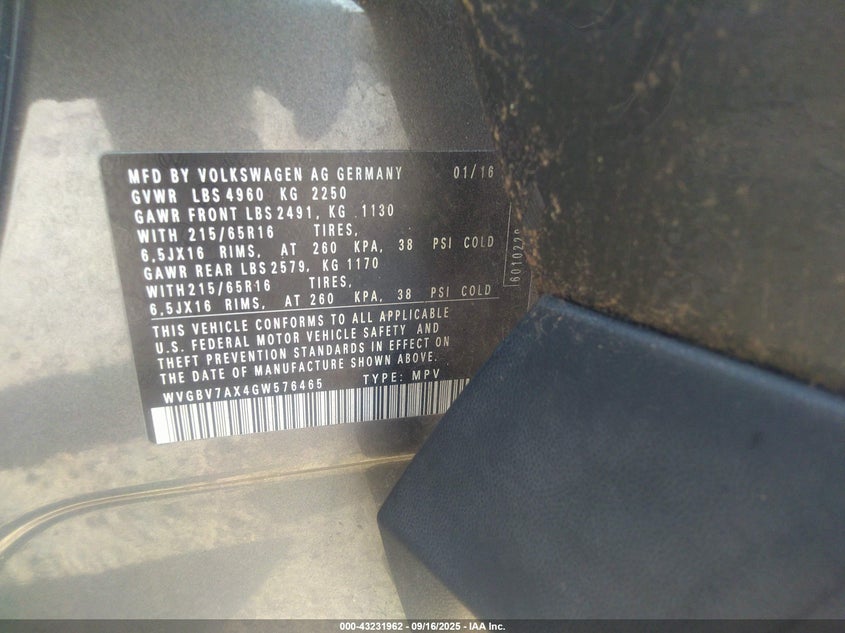 MFD BY VOLKSWAGEN AG GERMANY 01/16
GVWR LBS 4960 KG 2250
GAWR FRONT LBS 2491, KG 1130
WITH 215/65R16 TIRES,
6,5JX16 RIMS, AT 260 KPA, 38 PSI COLD
GAWR REAR LBS 2579, KG 1170
WITH215/65R16 TIRES,
6,5JX16 RIMS, AT 260 KPA, 38 PSI COLD
THIS VEHICLE CONFORMS TO ALL APPLICABLE
U.S. FEDERAL MOTOR VEHICLE SAFETY AND
THEFT PREVENTION STANDARDS IN EFFECT ON
THE DATE OF MANUFACTURE SHOWN ABOVE.
WVGBV7AX4GW576465 TYPE: MPV
000-43231962 - 09/16/2025 - IAA Inc.